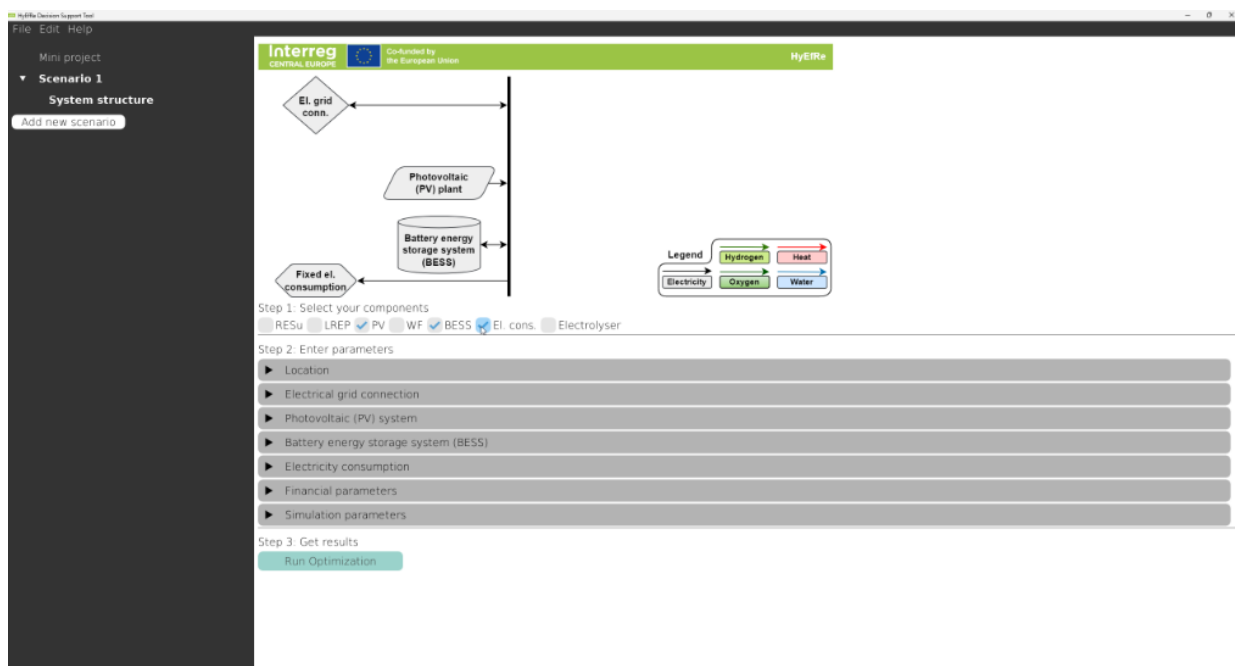 HyEfRe Decision Support Tool
File Edit Help
Mini project
Scenario 1
System structure
Add new scenario
Interreg
CENTRAL EUROPE
Co-funded by
the European Union
HyEfRe
El. grid
conn.
Photovoltaic
(PV) plant
Battery energy
storage system
(BESS)
Fixed el.
consumption
Legend
Hydrogen
Heat
Electricity
Oxygen
Water
Step 1: Select your components
RESu LREP PV WF BESS El. cons. Electrolyser
Step 2: Enter parameters
Location
Electrical grid connection
Photovoltaic (PV) system
Battery energy storage system (BESS)
Electricity consumption
Financial parameters
Simulation parameters
Step 3: Get results
Run Optimization